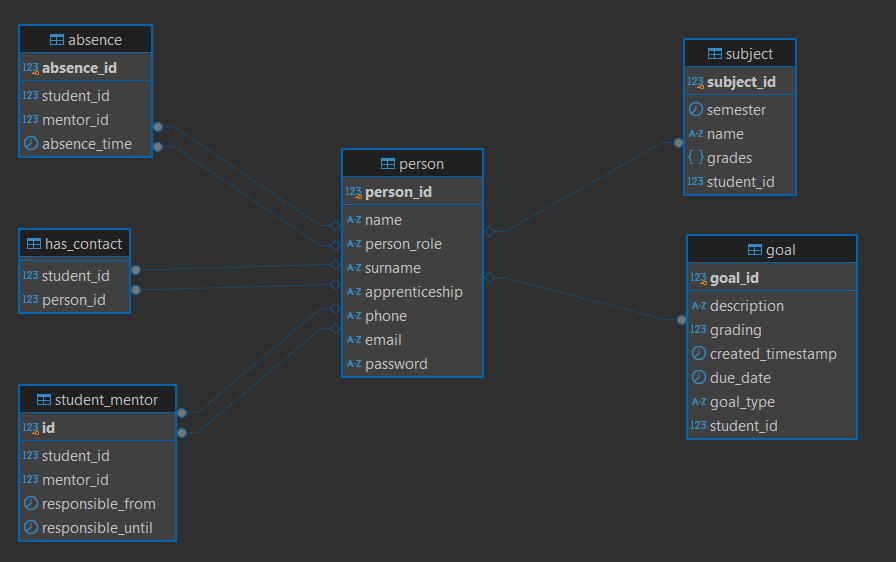 absence
123 absence_id
123 student_id
123 mentor_id
absence_time
has_contact
123 student_id
123 person_id
student_mentor
123 id
123 student_id
123 mentor_id
responsible_from
responsible_until
person
123 person_id
A-Z name
A-Z person_role
A-Z surname
A-Z apprenticeship
A-Z phone
A-Z email
A-Z password
subject
123 subject_id
semester
A-Z name
{ } grades
123 student_id
goal
123 goal_id
A-Z description
123 grading
created_timestamp
due_date
A-Z goal_type
123 student_id